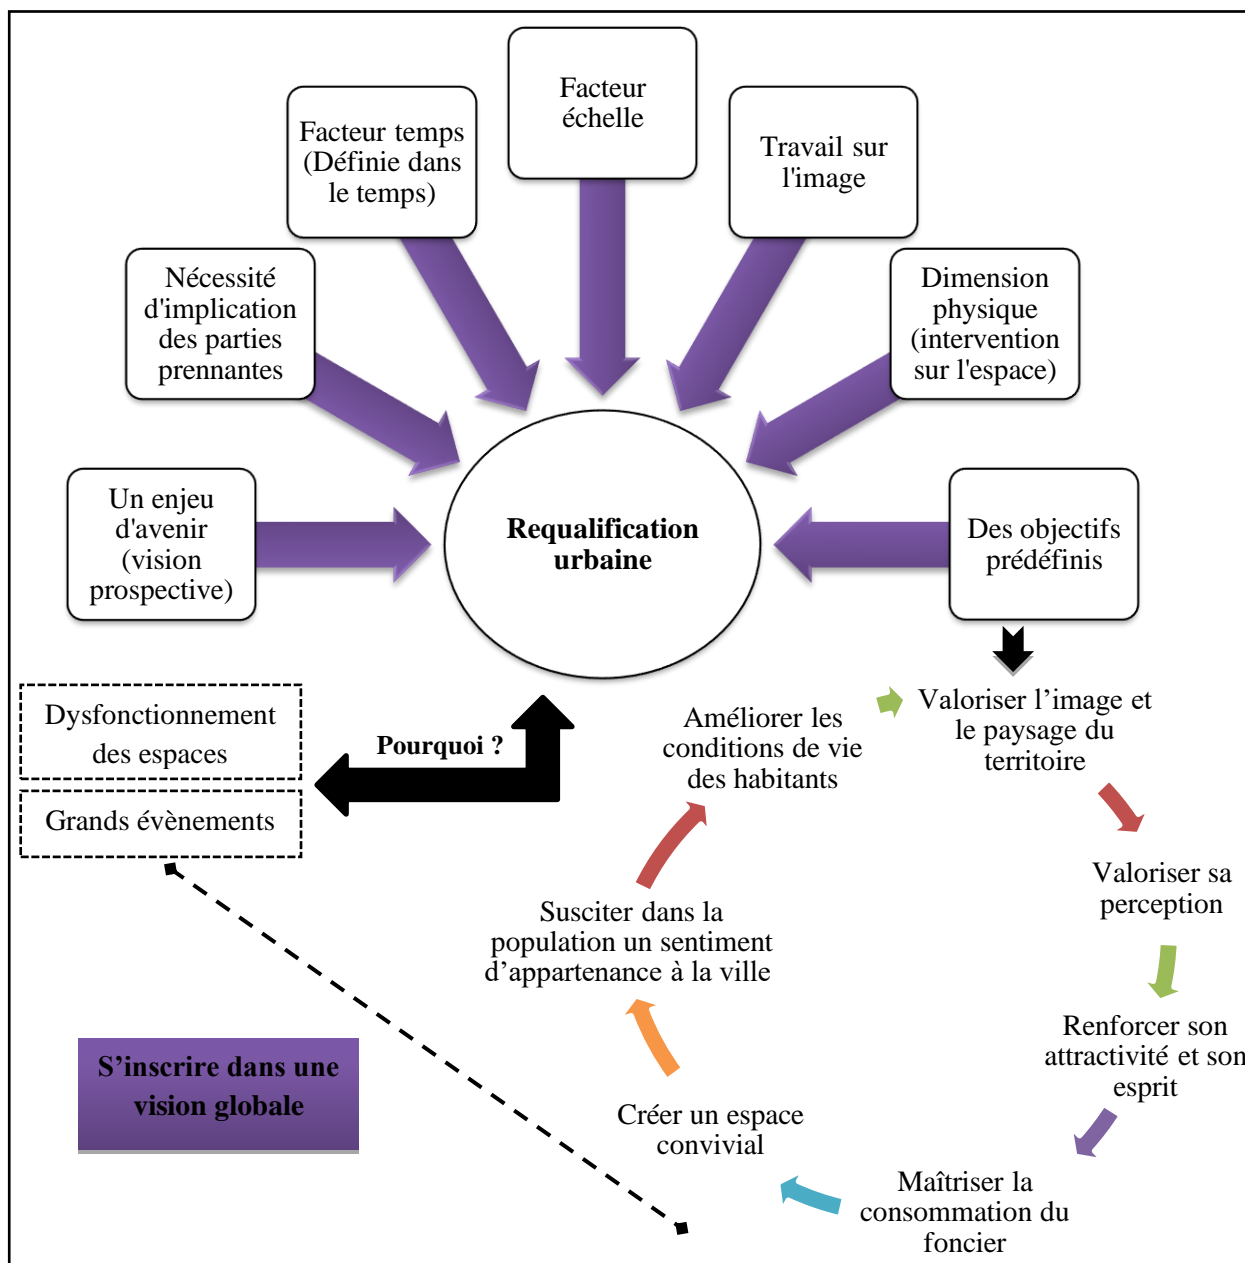 Facteur
échelle
Facteur temps
(Définie dans
le temps)
Travail sur
l'image
Nécessité
d'implication
des parties
prennantes
Dimension
physique
(intervention
sur l'espace)
Un enjeu
d'avenir
(vision
prospective)
Requalification
urbaine
Des objectifs
prédéfinis
Dysfonctionnement
des espaces
Grands évènements
Pourquoi ?
Améliorer les
conditions de vie
des habitants
Valoriser l’image et
le paysage du
territoire
Valoriser sa
perception
Susciter dans la
population un sentiment
d’appartenance à la ville
Renforcer son
attractivité et son
esprit
S’inscrire dans une
vision globale
Créer un espace
convivial
Maîtriser la
consommation du
foncier